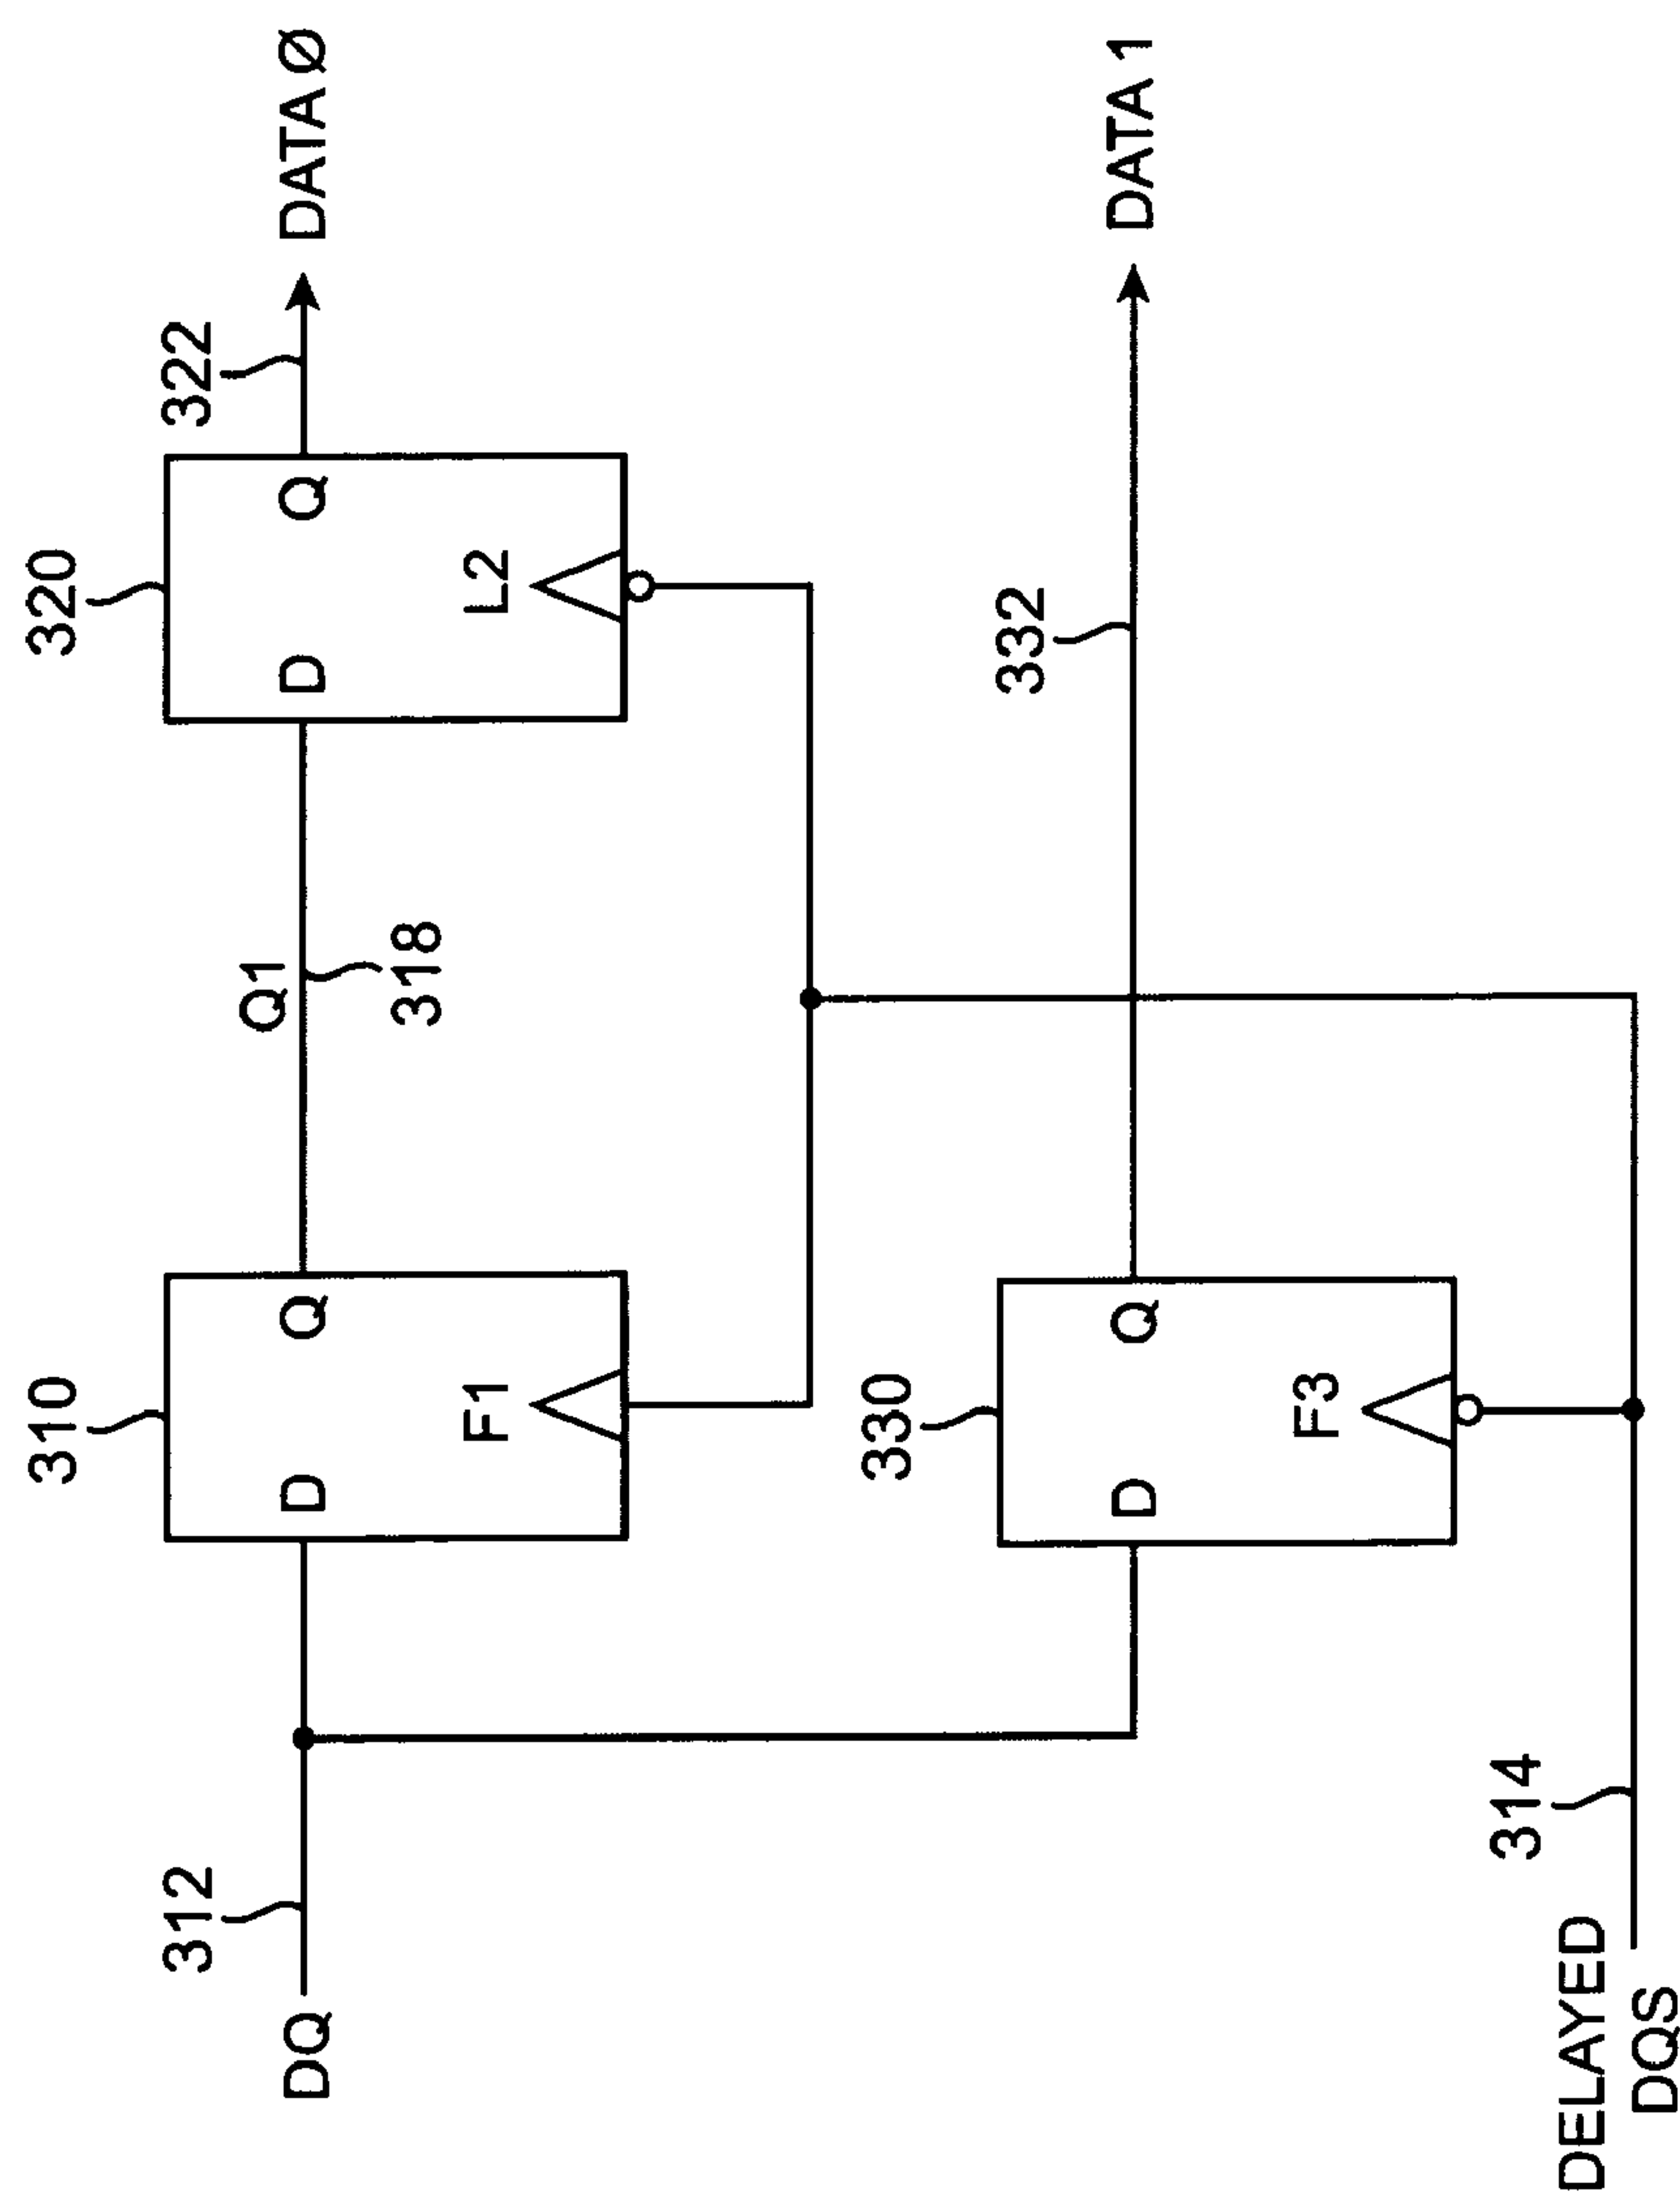 310
320
312
322
DQ
D
Q
Q1
D
Q
DATA Ø
F1
318
L2
330
332
D
Q
DATA 1
F3
314
DELAYED
DQS